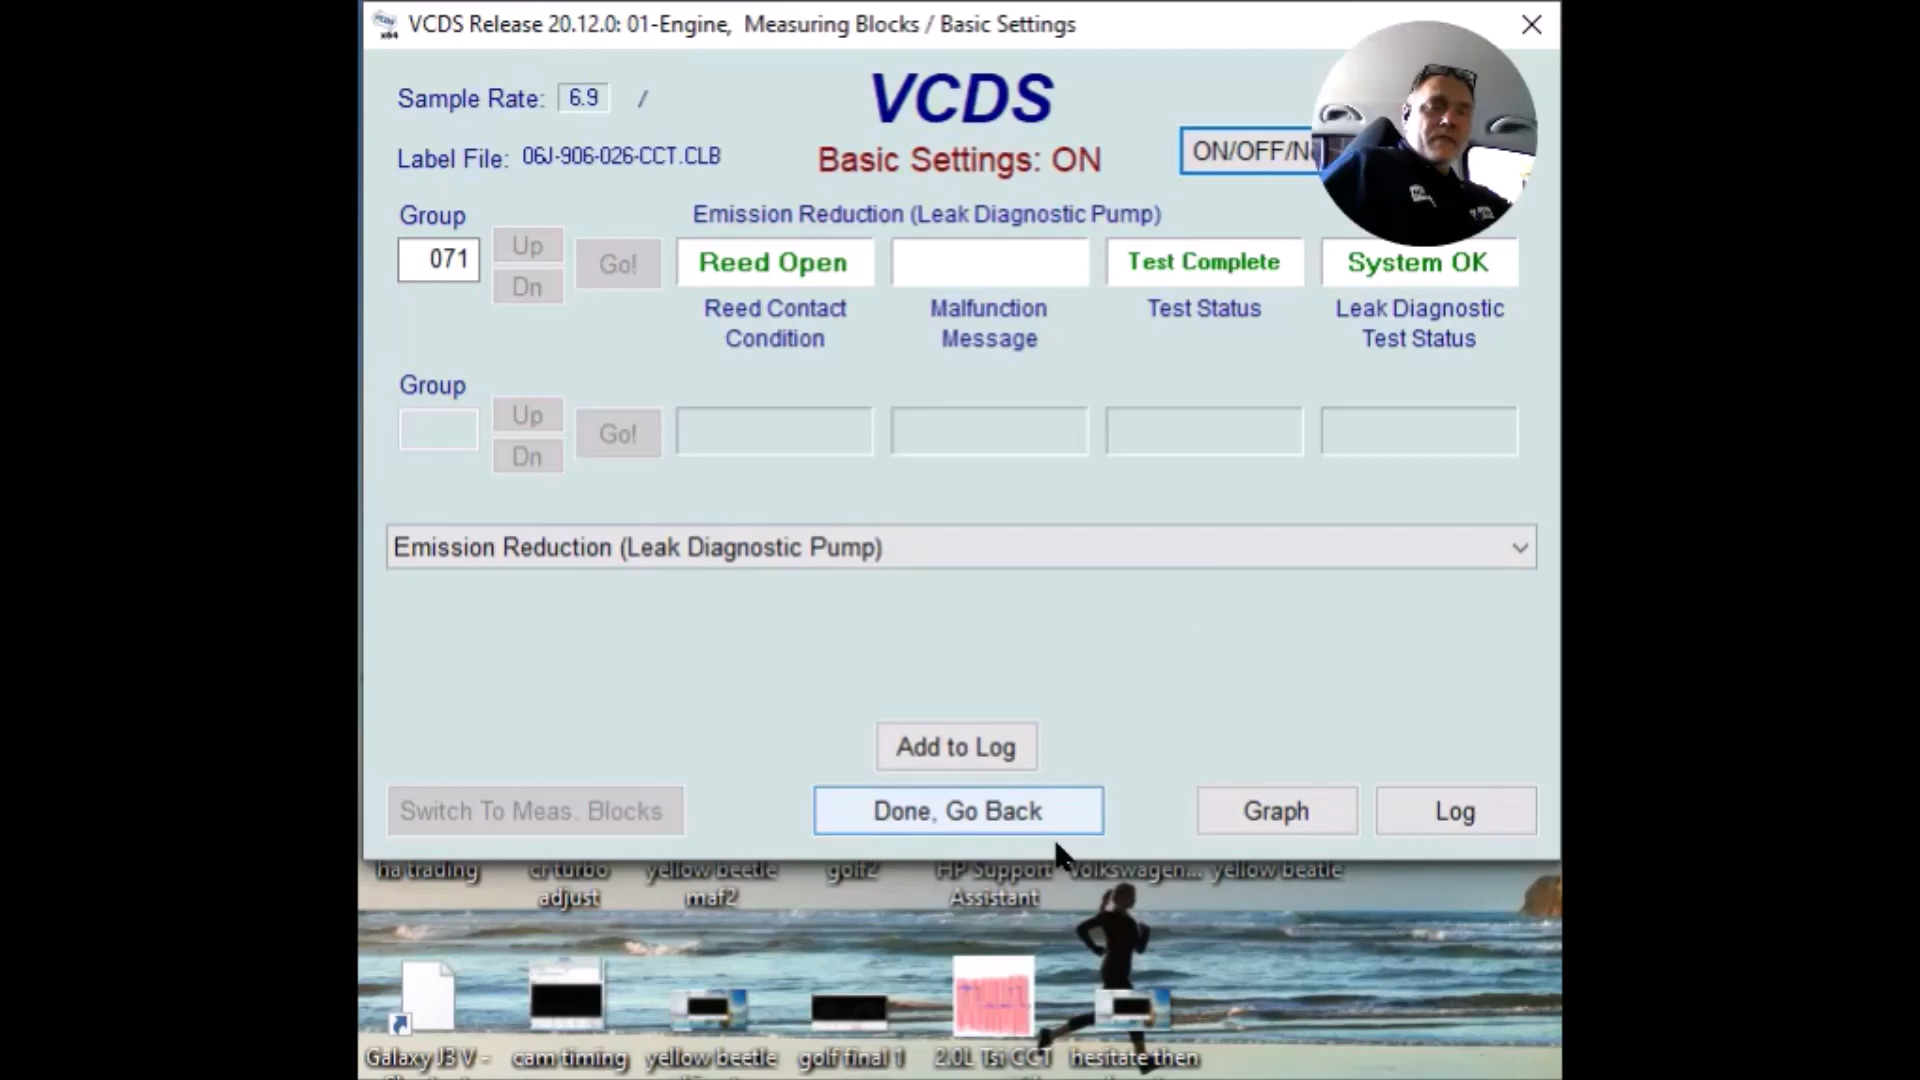 VCDS Release 20.12.0: 01-Engine, Measuring Blocks / Basic Settings
Sample Rate: 6.9 /
VCDS
Label File: 06J-906-026-CCT.CLB
Basic Settings: ON
ON/OFF/N
Group
Emission Reduction (Leak Diagnostic Pump)
071
Up
Dn
Go!
Reed Open
Test Complete
System OK
Reed Contact
Condition
Malfunction
Message
Test Status
Leak Diagnostic
Test Status
Group
Up
Dn
Go!
Emission Reduction (Leak Diagnostic Pump)
Add to Log
Switch To Meas. Blocks
Done, Go Back
Graph
Log
ha trading
cr turbo
adjust
yellow beetle
maf2
golf2
HP Support
Assistant
Volkswagen...
yellow beatle
Galaxy J3 V -
cam timing
yellow beetle
golf final 1
2.0L Tsi CCT
hesitate then